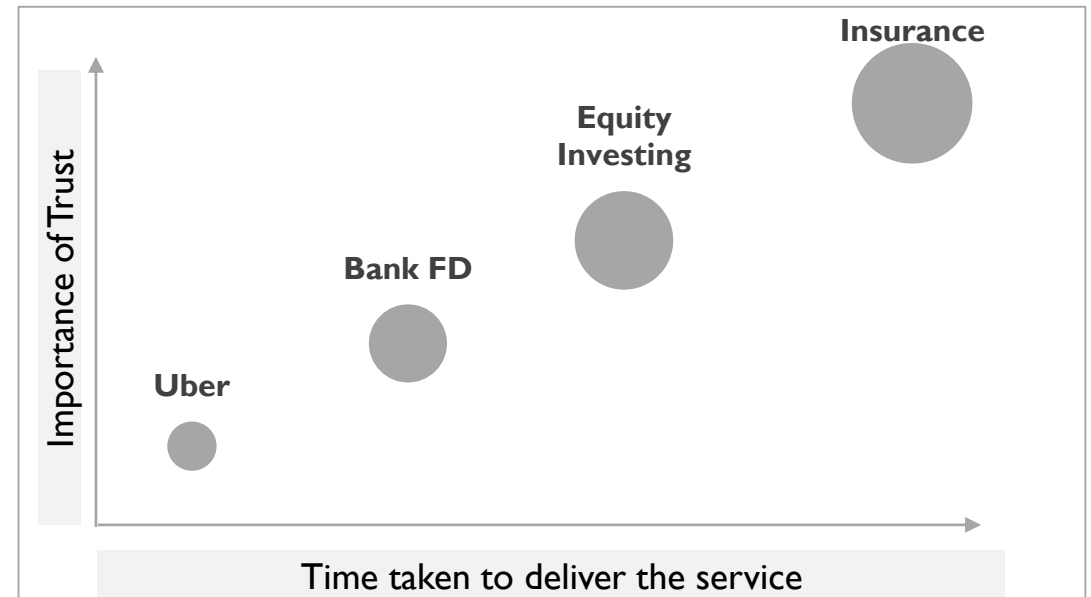 Insurance
Equity
Investing
Bank FD
Uber
Importance of Trust
Time taken to deliver the service